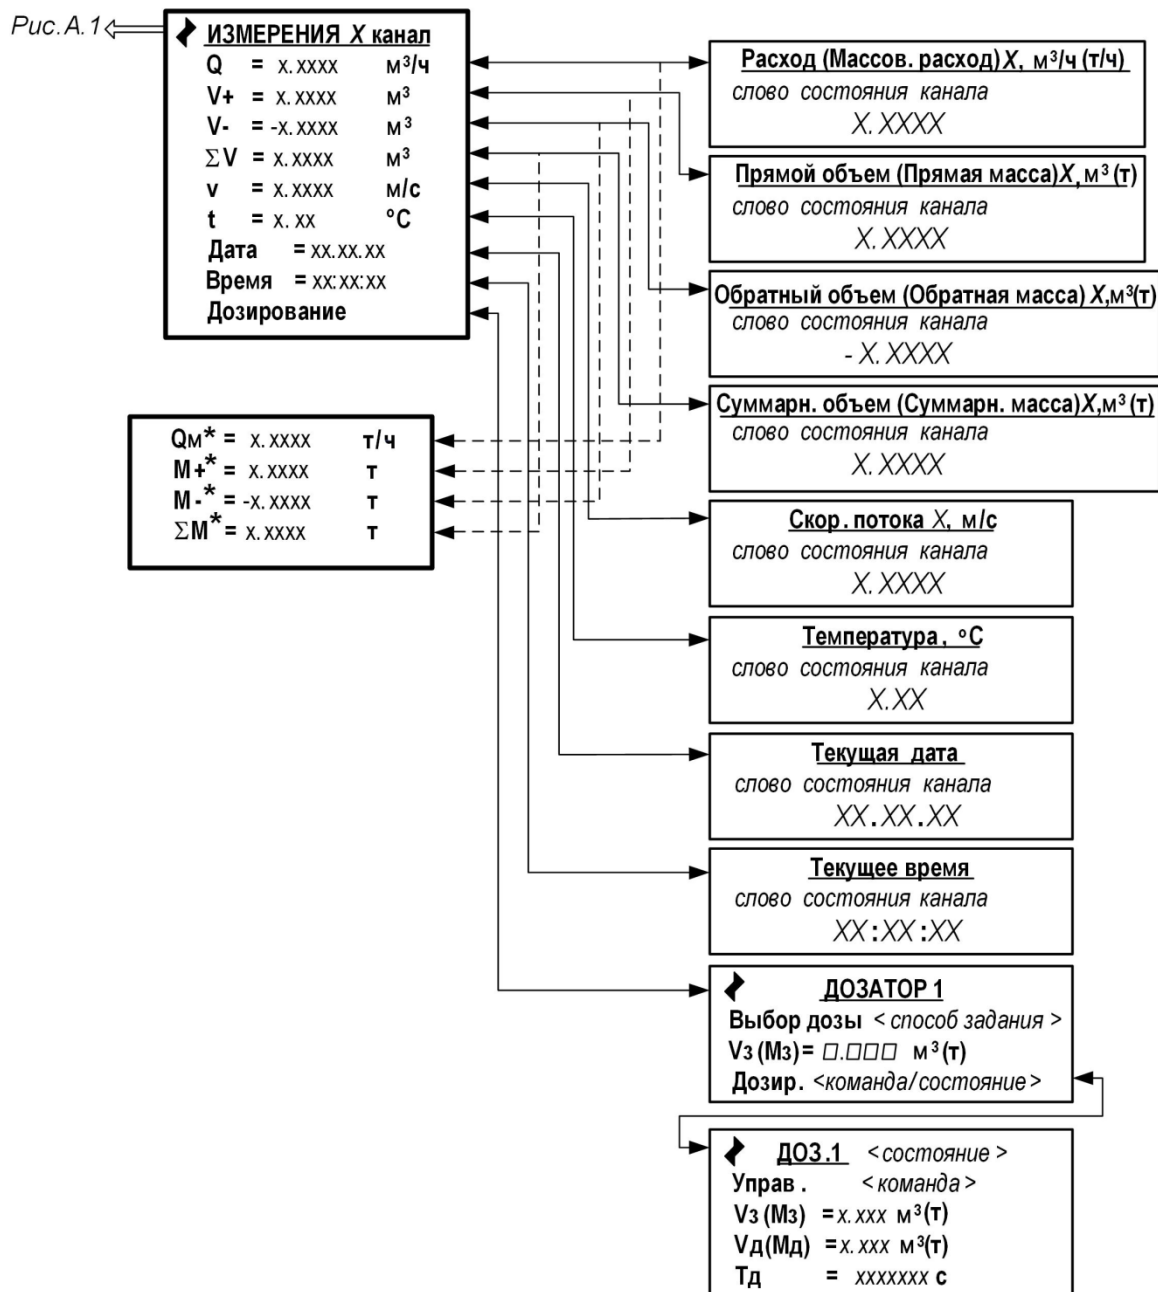 Рис.А.1
ИЗМЕРЕНИЯ X канал
Q = x.xxxx м³/ч
V+ = x.xxxx м³
V- = -x.xxxx м³
ΣV = x.xxxx м³
v = x.xxxx м/с
t = x.xx °C
Дата = xx.xx.xx
Время = xx:xx:xx
Дозирование
Qм* = x.xxxx т/ч
M+* = x.xxxx т
M-* = -x.xxxx т
ΣM* = x.xxxx т
Расход (Массов. расход) X, м³/ч (т/ч)
слово состояния канала
X.XXXX
Прямой объем (Прямая масса) X, м³ (т)
слово состояния канала
X.XXXX
Обратный объем (Обратная масса) X,м³(т)
слово состояния канала
-X.XXXX
Суммарн. объем (Суммарн. масса) X,м³ (т)
слово состояния канала
X.XXXX
Скор. потока X, м/с
слово состояния канала
X.XXXX
Температура, °C
слово состояния канала
X.XX
Текущая дата
слово состояния канала
XX.XX.XX
Текущее время
слово состояния канала
XX:XX:XX
ДОЗАТОР 1
Выбор дозы < способ задания >
Vз (Mз) = □.□□□ м³(т)
Дозир. <команда/состояние >
ДОЗ.1 <состояние >
Управ. <команда>
Vз (Mз) = x.xxx м³(т)
Vд(Mд) = x.xxx м³(т)
Tд = xxxxxxx с